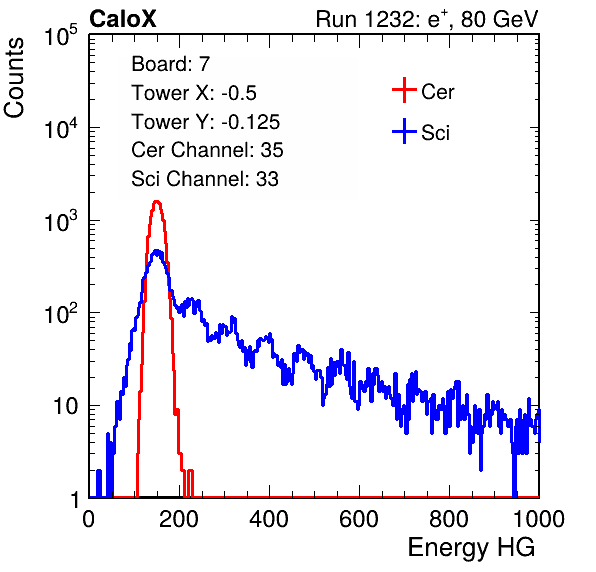 CaloX Run 1232: e⁺, 80 GeV
Counts
10⁵
10⁴
10³
10²
10
1
Board: 7
Tower X: -0.5
Tower Y: -0.125
Cer Channel: 35
Sci Channel: 33
Cer
Sci
0 200 400 600 800 1000
Energy HG